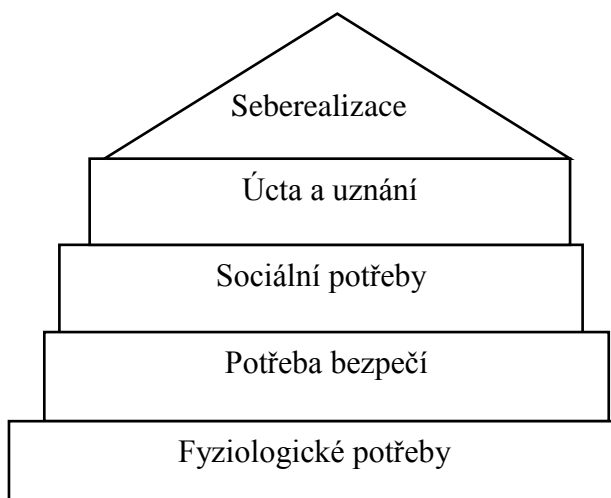 Seberealizace
Úcta a uznání
Sociální potřeby
Potřeba bezpečí
Fyziologické potřeby